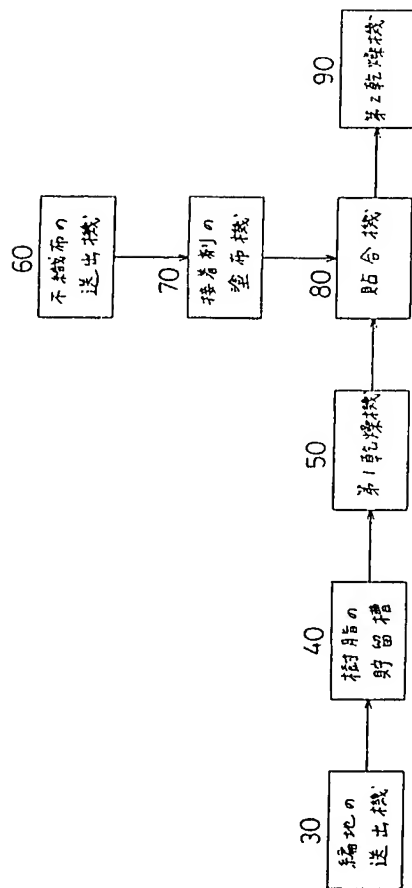 60
不織布の
送出機
70
接着剤の
塗布機
30
編地の
送出機
40
樹脂の
貯留槽
50
第1乾燥機
80
貼合機
90
第2乾燥機